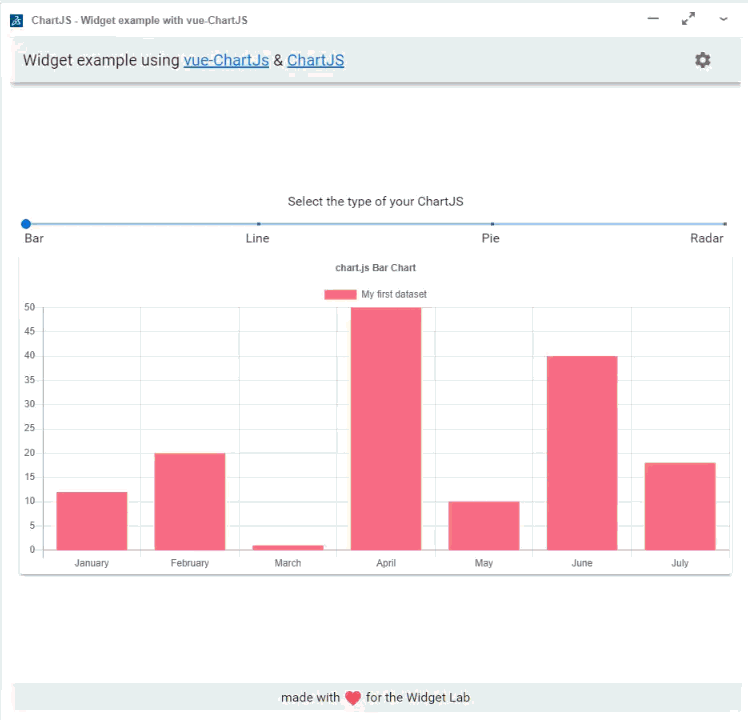 ChartJS - Widget example with vue-ChartJS
Widget example using vue-ChartJs & ChartJS
Select the type of your ChartJS
Bar Line Pie Radar
chart.js Bar Chart
My first dataset
50
45
40
35
30
25
20
15
10
5
0
January February March April May June July
made with ❤ for the Widget Lab